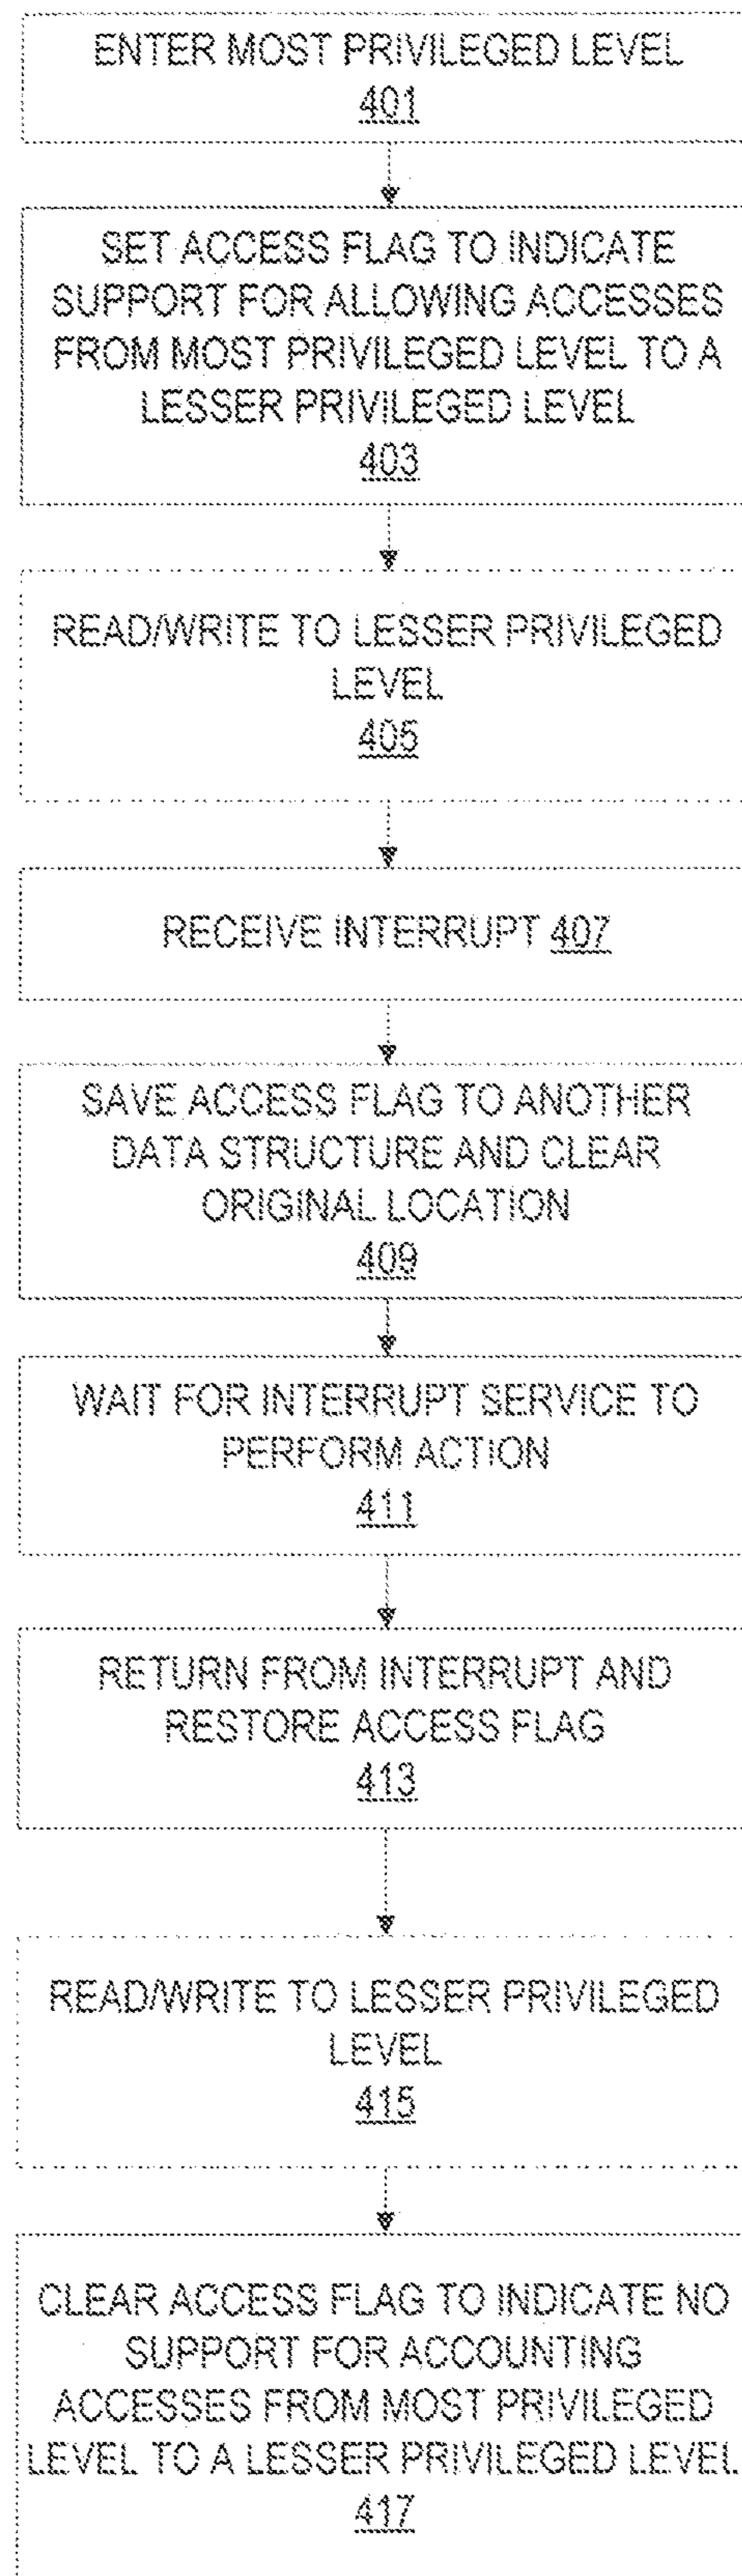 ENTER MOST PRIVILEGED LEVEL
401
SET ACCESS FLAG TO INDICATE
SUPPORT FOR ALLOWING ACCESSES
FROM MOST PRIVILEGED LEVEL TO A
LESSER PRIVILEGED LEVEL
403
READ/WRITE TO LESSER PRIVILEGED
LEVEL
405
RECEIVE INTERRUPT 407
SAVE ACCESS FLAG TO ANOTHER
DATA STRUCTURE AND CLEAR
ORIGINAL LOCATION
409
WAIT FOR INTERRUPT SERVICE TO
PERFORM ACTION
411
RETURN FROM INTERRUPT AND
RESTORE ACCESS FLAG
413
READ/WRITE TO LESSER PRIVILEGED
LEVEL
415
CLEAR ACCESS FLAG TO INDICATE NO
SUPPORT FOR ACCOUNTING
ACCESSES FROM MOST PRIVILEGED
LEVEL TO A LESSER PRIVILEGED LEVEL
417